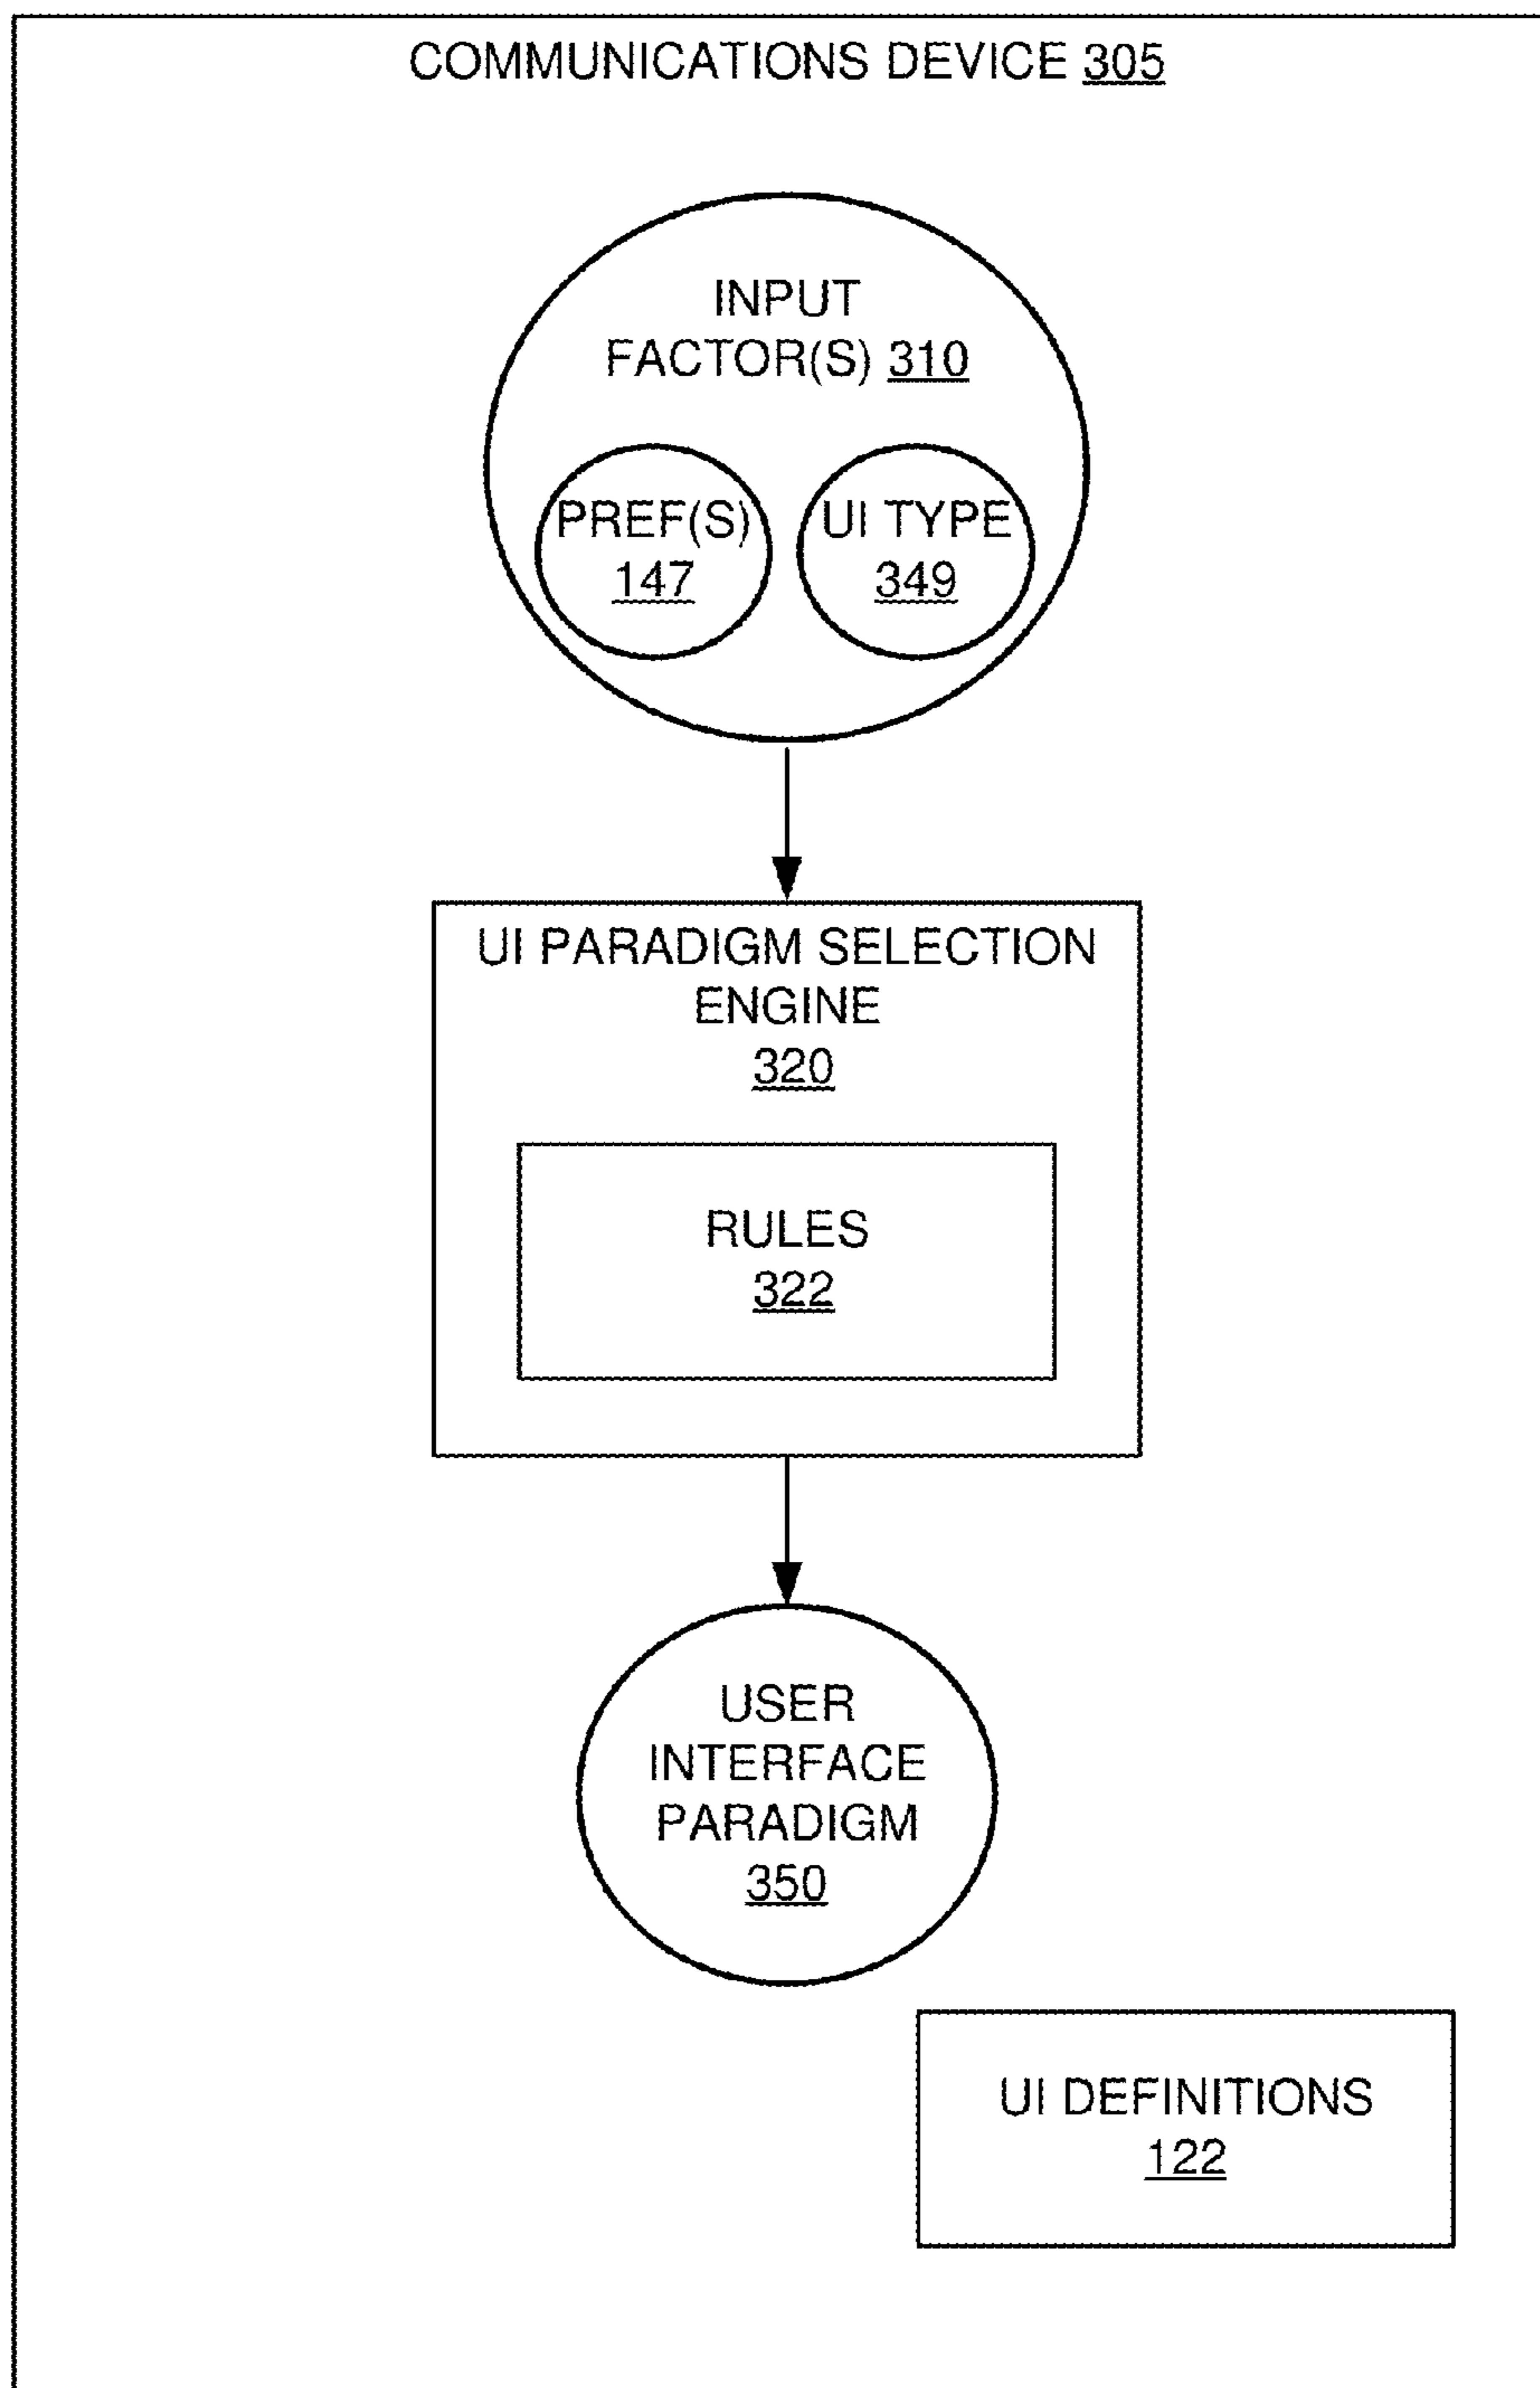 COMMUNICATIONS DEVICE 305
INPUT
FACTOR(S) 310
PREF(S)
147
UI TYPE
349
UI PARADIGM SELECTION
ENGINE
320
RULES
322
USER
INTERFACE
PARADIGM
350
UI DEFINITIONS
122